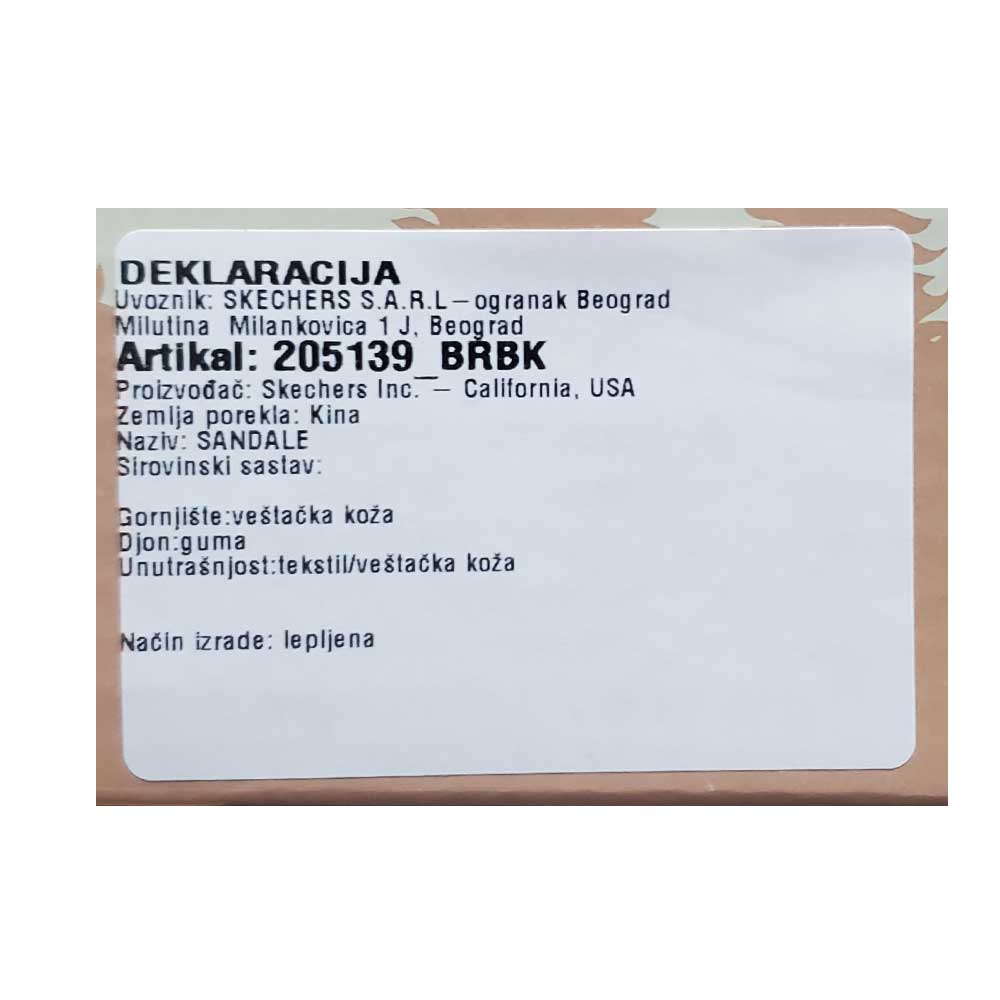 DEKLARACIJA
Uvoznik: SKECHERS S.A.R.L – ogranak Beograd
Milutina Milankovica 1 J, Beograd
Artikal: 205139_BRBK
Proizvođač: Skechers Inc. – California, USA
Zemlja porekla: Kina
Naziv: SANDALE
Sirovinski sastav:
Gornjište:veštačka koža
Djon:guma
Unutrašnjost:tekstil/veštačka koža
Način izrade: lepljena